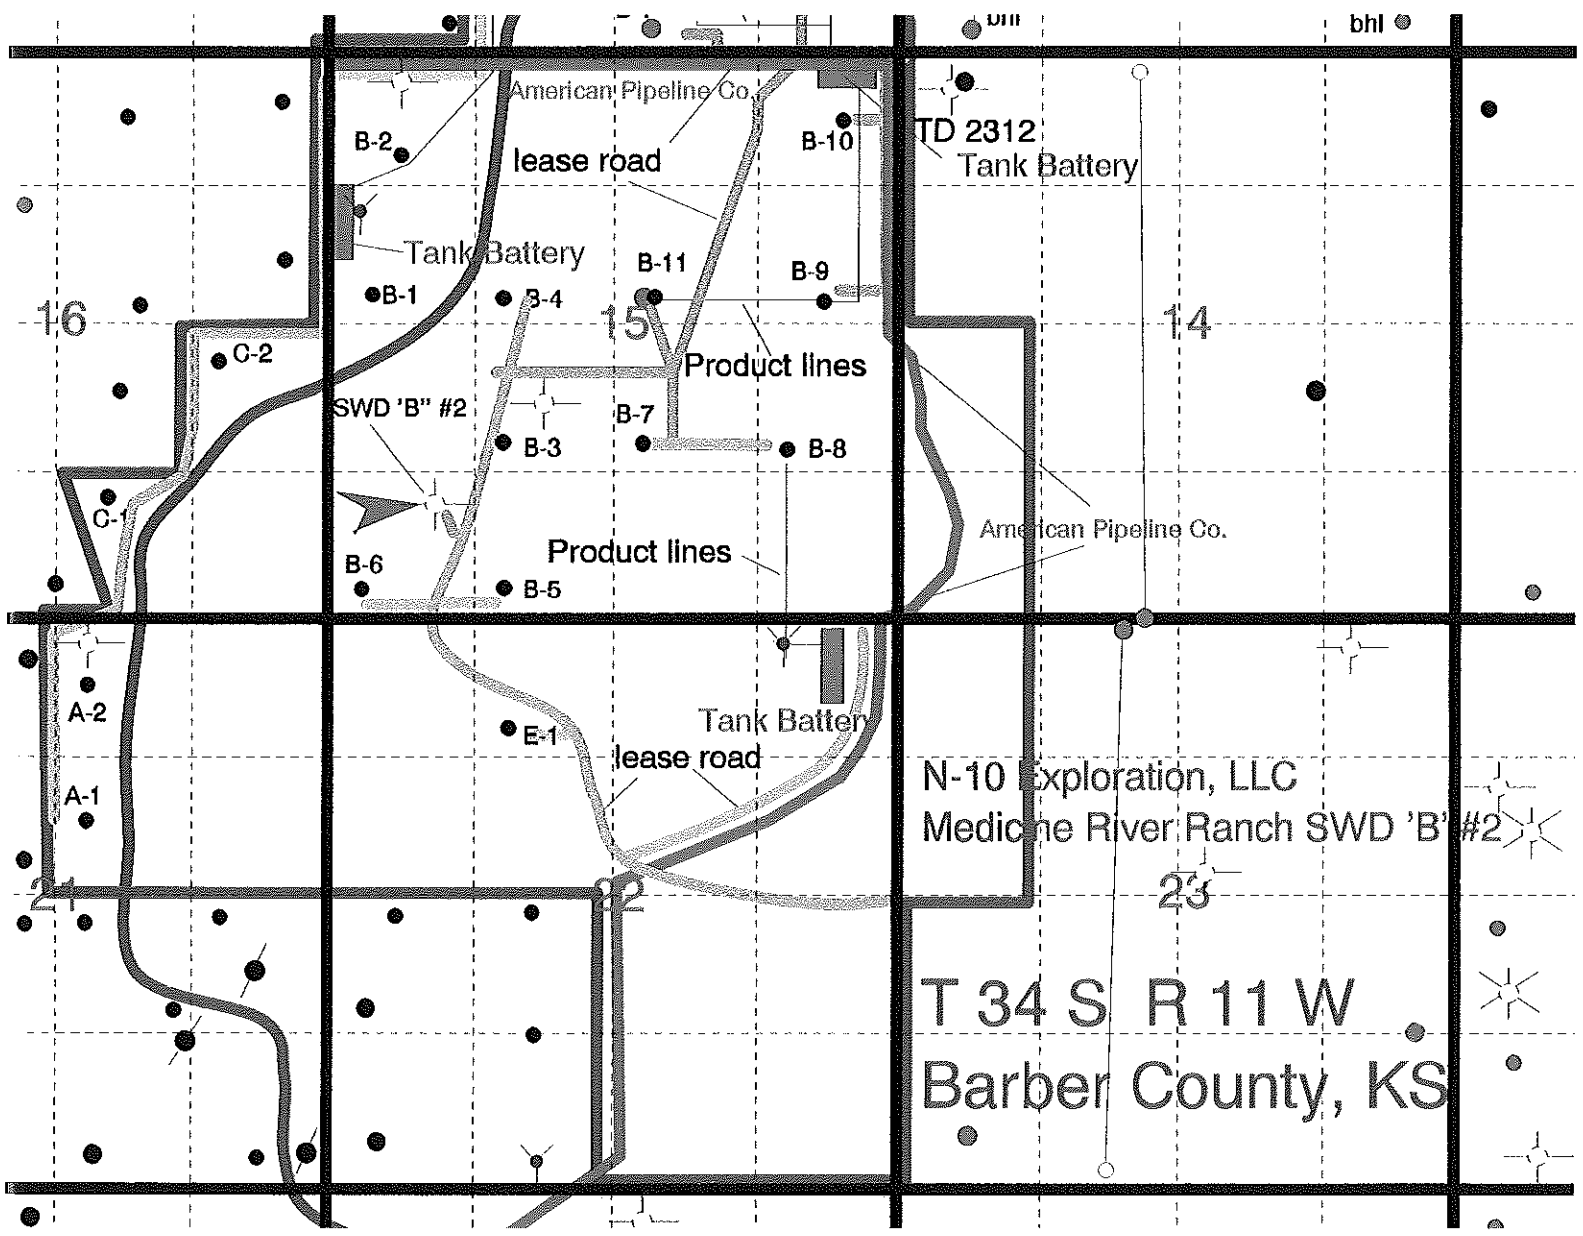 bhl
bhl
American Pipeline Co.
B-2
lease road
B-10
TD 2312
Tank Battery
Tank Battery
B-11
B-9
B-1
B-4
16
15
14
C-2
Product lines
SWD 'B" #2
B-7
B-3
B-8
C-1
American Pipeline Co.
Product lines
B-6
B-5
A-2
Tank Battery
E-1
lease road
N-10 Exploration, LLC
A-1
Medicine River Ranch SWD 'B' #2
21
22
23
T 34 S R 11 W
Barber County, KS